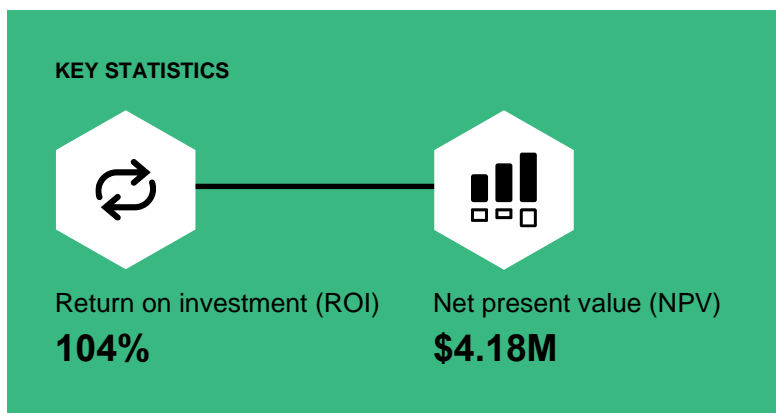 KEY STATISTICS
Return on investment (ROI)
104%
Net present value (NPV)
$4.18M